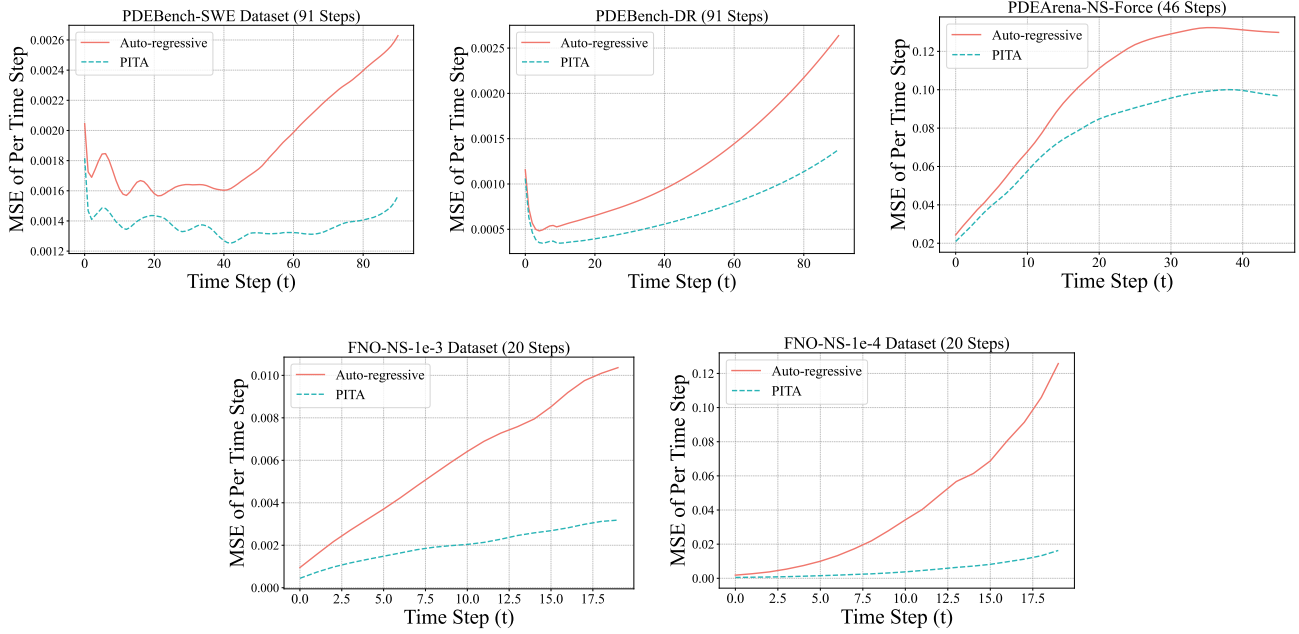 PDEBench-SWE Dataset (91 Steps)
MSE of Per Time Step
0.0026
0.0024
0.0022
0.0020
0.0018
0.0016
0.0014
0.0012
Auto-regressive
PITA
0
20
40
60
80
Time Step (t)
PDEBench-DR (91 Steps)
MSE of Per Time Step
0.0025
0.0020
0.0015
0.0010
0.0005
Auto-regressive
PITA
0
20
40
60
80
Time Step (t)
PDEArena-NS-Force (46 Steps)
MSE of Per Time Step
0.12
0.10
0.08
0.06
0.04
0.02
Auto-regressive
PITA
0
10
20
30
40
Time Step (t)
FNO-NS-1e-3 Dataset (20 Steps)
MSE of Per Time Step
0.010
0.008
0.006
0.004
0.002
0.000
Auto-regressive
PITA
0.0
2.5
5.0
7.5
10.0
12.5
15.0
17.5
Time Step (t)
FNO-NS-1e-4 Dataset (20 Steps)
MSE of Per Time Step
0.12
0.10
0.08
0.06
0.04
0.02
0.00
Auto-regressive
PITA
0.0
2.5
5.0
7.5
10.0
12.5
15.0
17.5
Time Step (t)